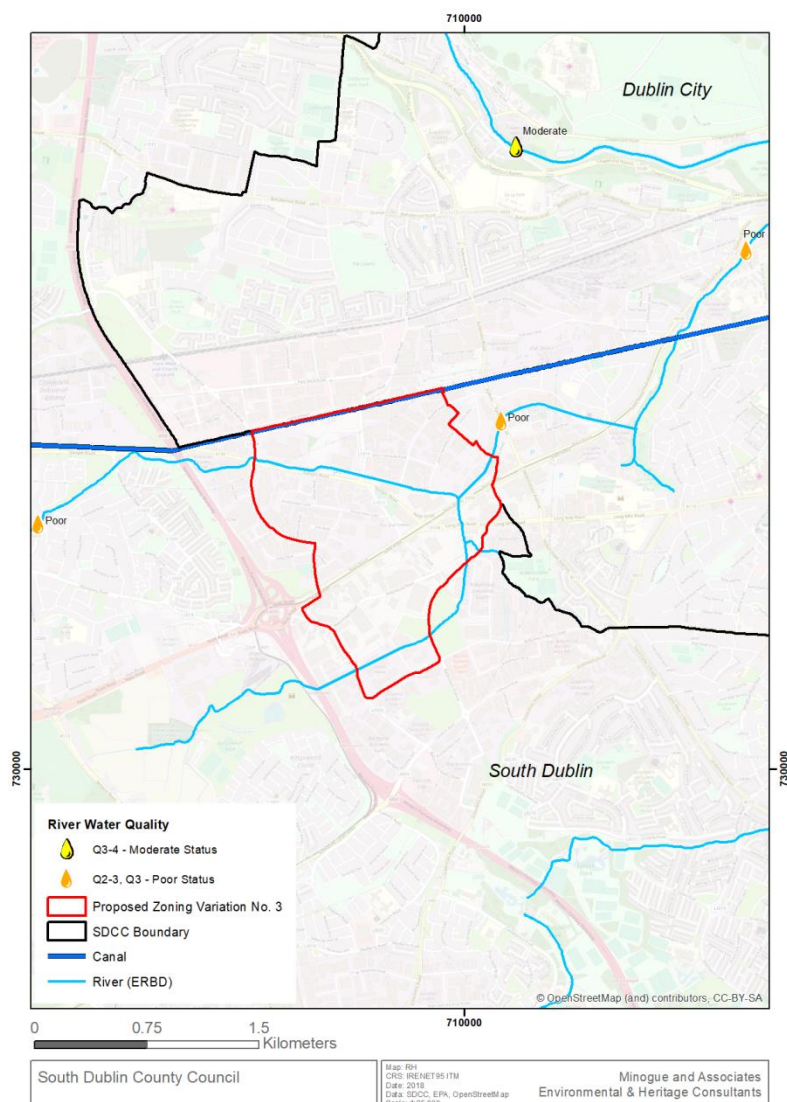 710000
Dublin City
Moderate
Poor
Poor
Poor
730000
730000
South Dublin
River Water Quality
Q3-4 - Moderate Status
Q2-3, Q3 - Poor Status
Proposed Zoning Variation No. 3
SDCC Boundary
Canal
River (ERBD)
© OpenStreetMap (and) contributors, CC-BY-SA
0 0.75 1.5
Kilometers
710000
South Dublin County Council
Map: RH
CRS: IRENET95 ITM
Date: 2018
Data: SDCC, EPA, OpenStreetMap
Minogue and Associates
Environmental & Heritage Consultants